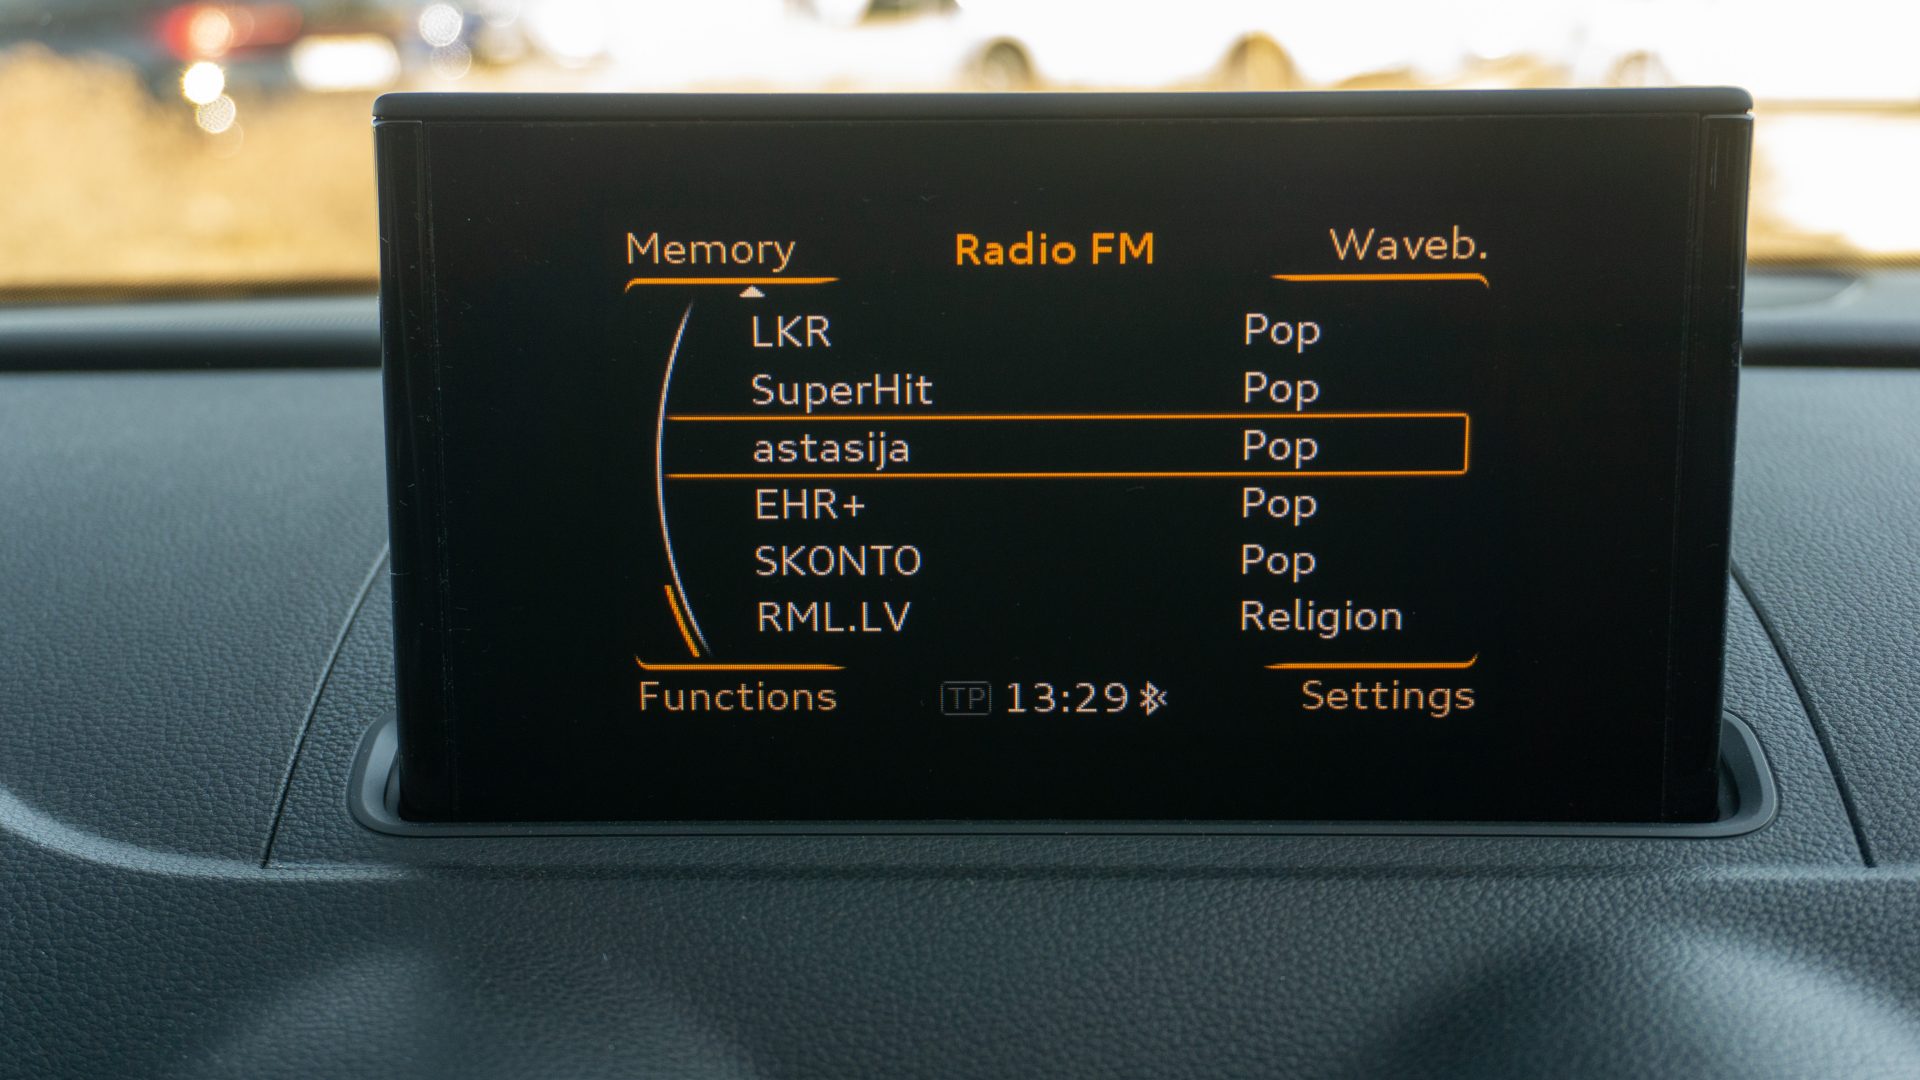 Memory Radio FM Waveb.
LKR Pop
SuperHit Pop
astasija Pop
EHR+ Pop
SKONTO Pop
RML.LV Religion
Functions TP 13:29 Settings